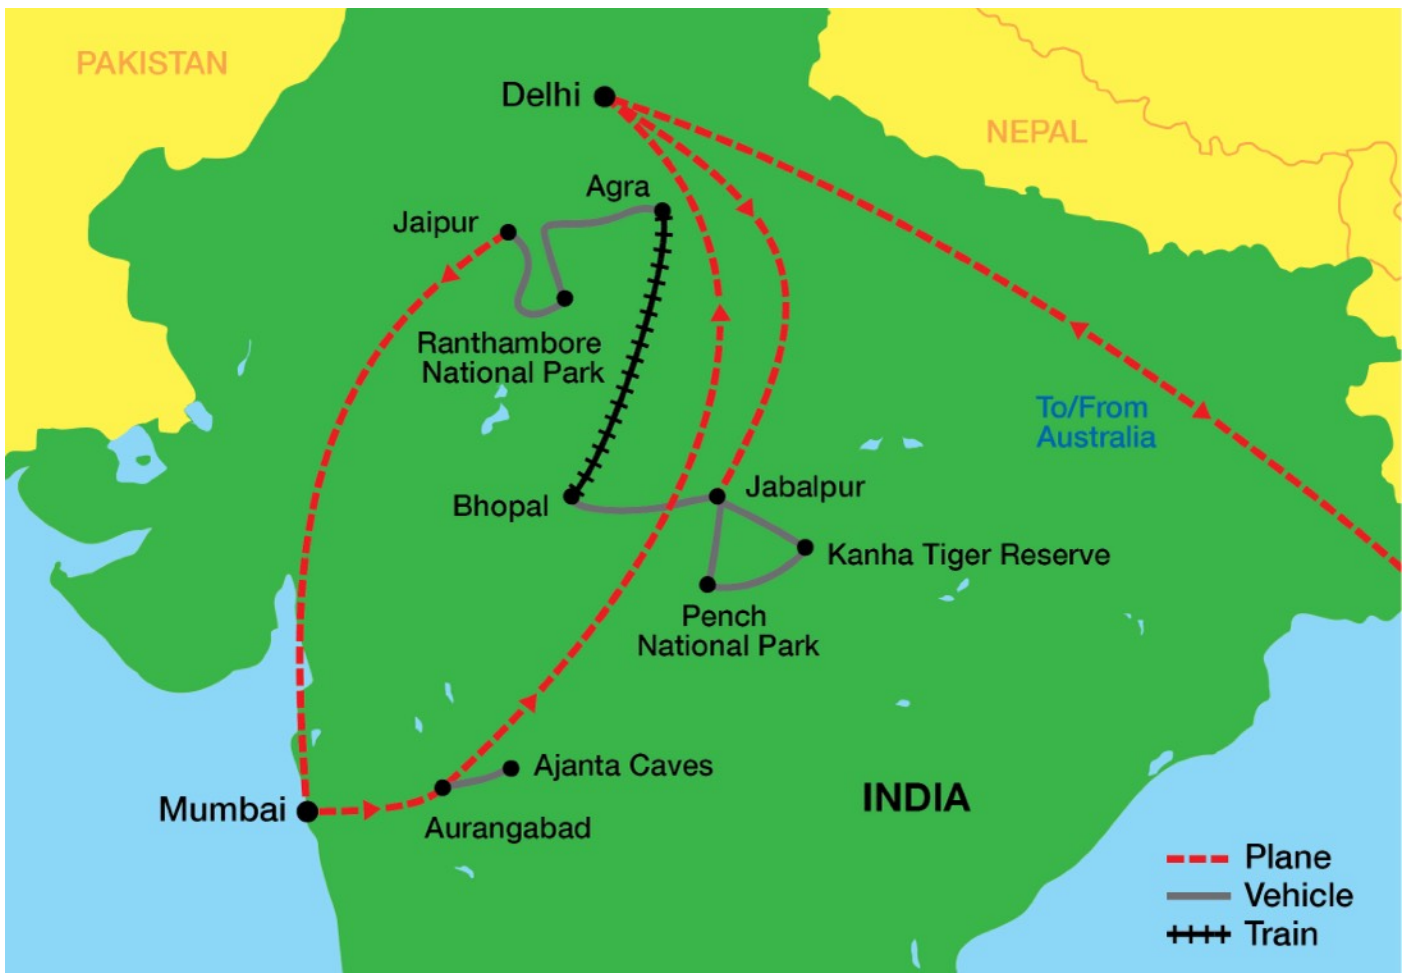 PAKISTAN
Delhi
NEPAL
Agra
Jaipur
Ranthambore
National Park
To/From
Australia
Bhopal
Jabalpur
Kanha Tiger Reserve
Pench
National Park
Ajanta Caves
Mumbai
Aurangabad
INDIA
Plane
Vehicle
Train